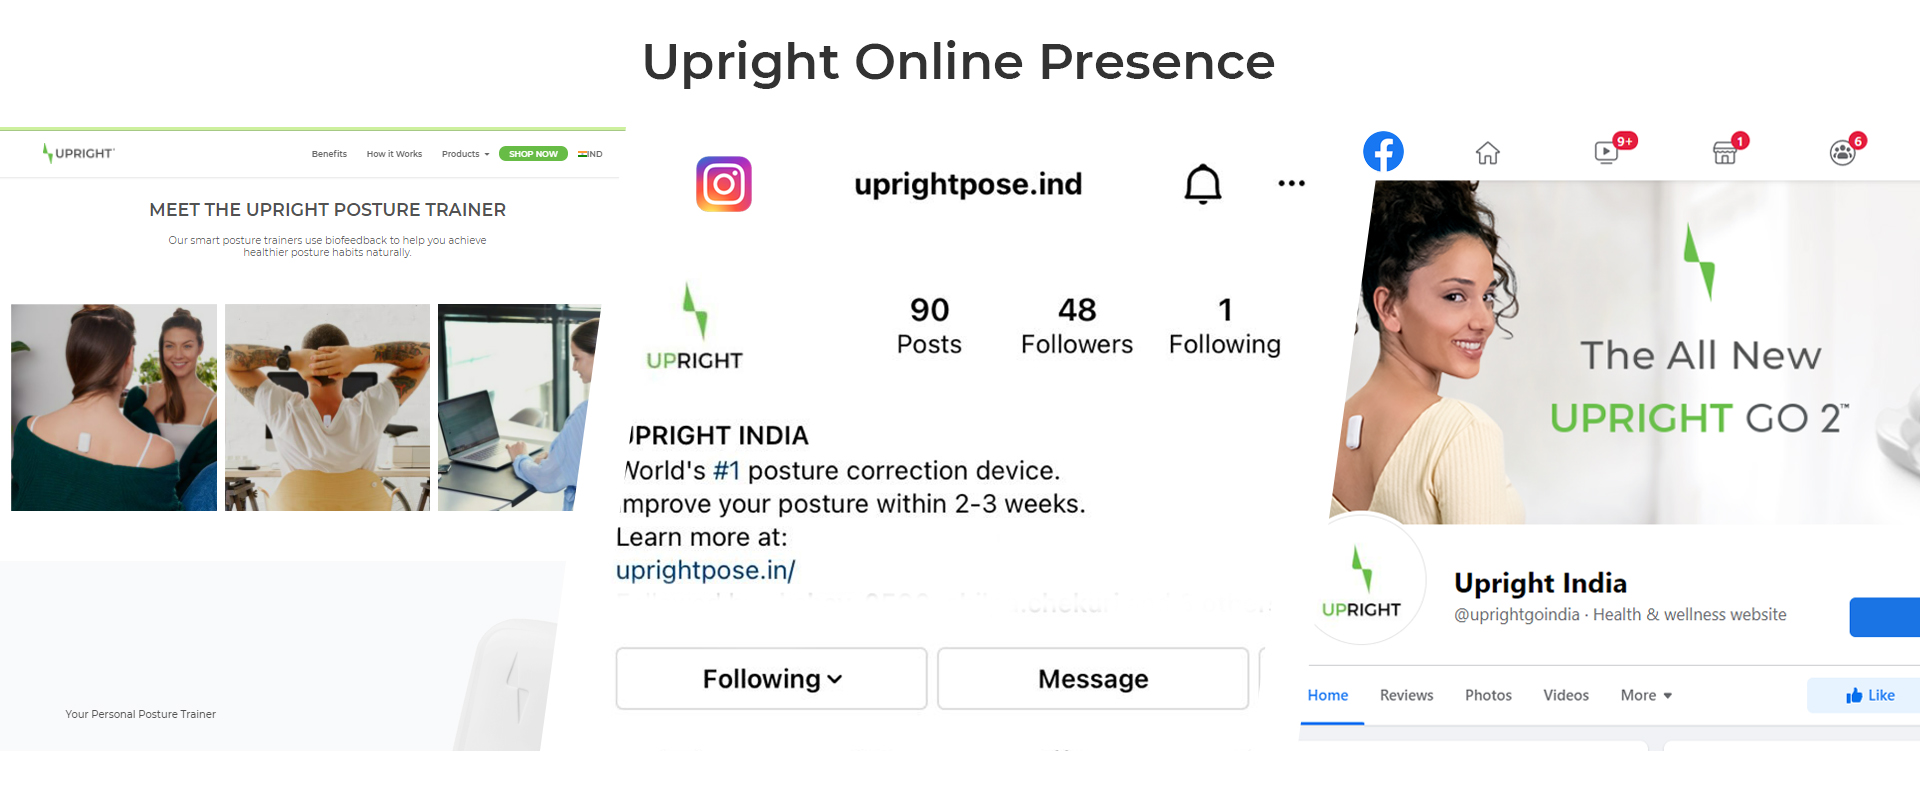 Upright Online Presence
UPRIGHT
Benefits
How it Works
Products
SHOP NOW
IND
MEET THE UPRIGHT POSTURE TRAINER
Our smart posture trainers use biofeedback to help you achieve
healthier posture habits naturally.
Your Personal Posture Trainer
uprightpose.ind
UPRIGHT
90
Posts
48
Followers
1
Following
UPRIGHT INDIA
World's #1 posture correction device.
Improve your posture within 2-3 weeks.
Learn more at:
uprightpose.in/
Following
Message
9+
1
6
The All New
UPRIGHT GO 2™
UPRIGHT
Upright India
@uprightgoindia · Health & wellness website
Home
Reviews
Photos
Videos
More
Like